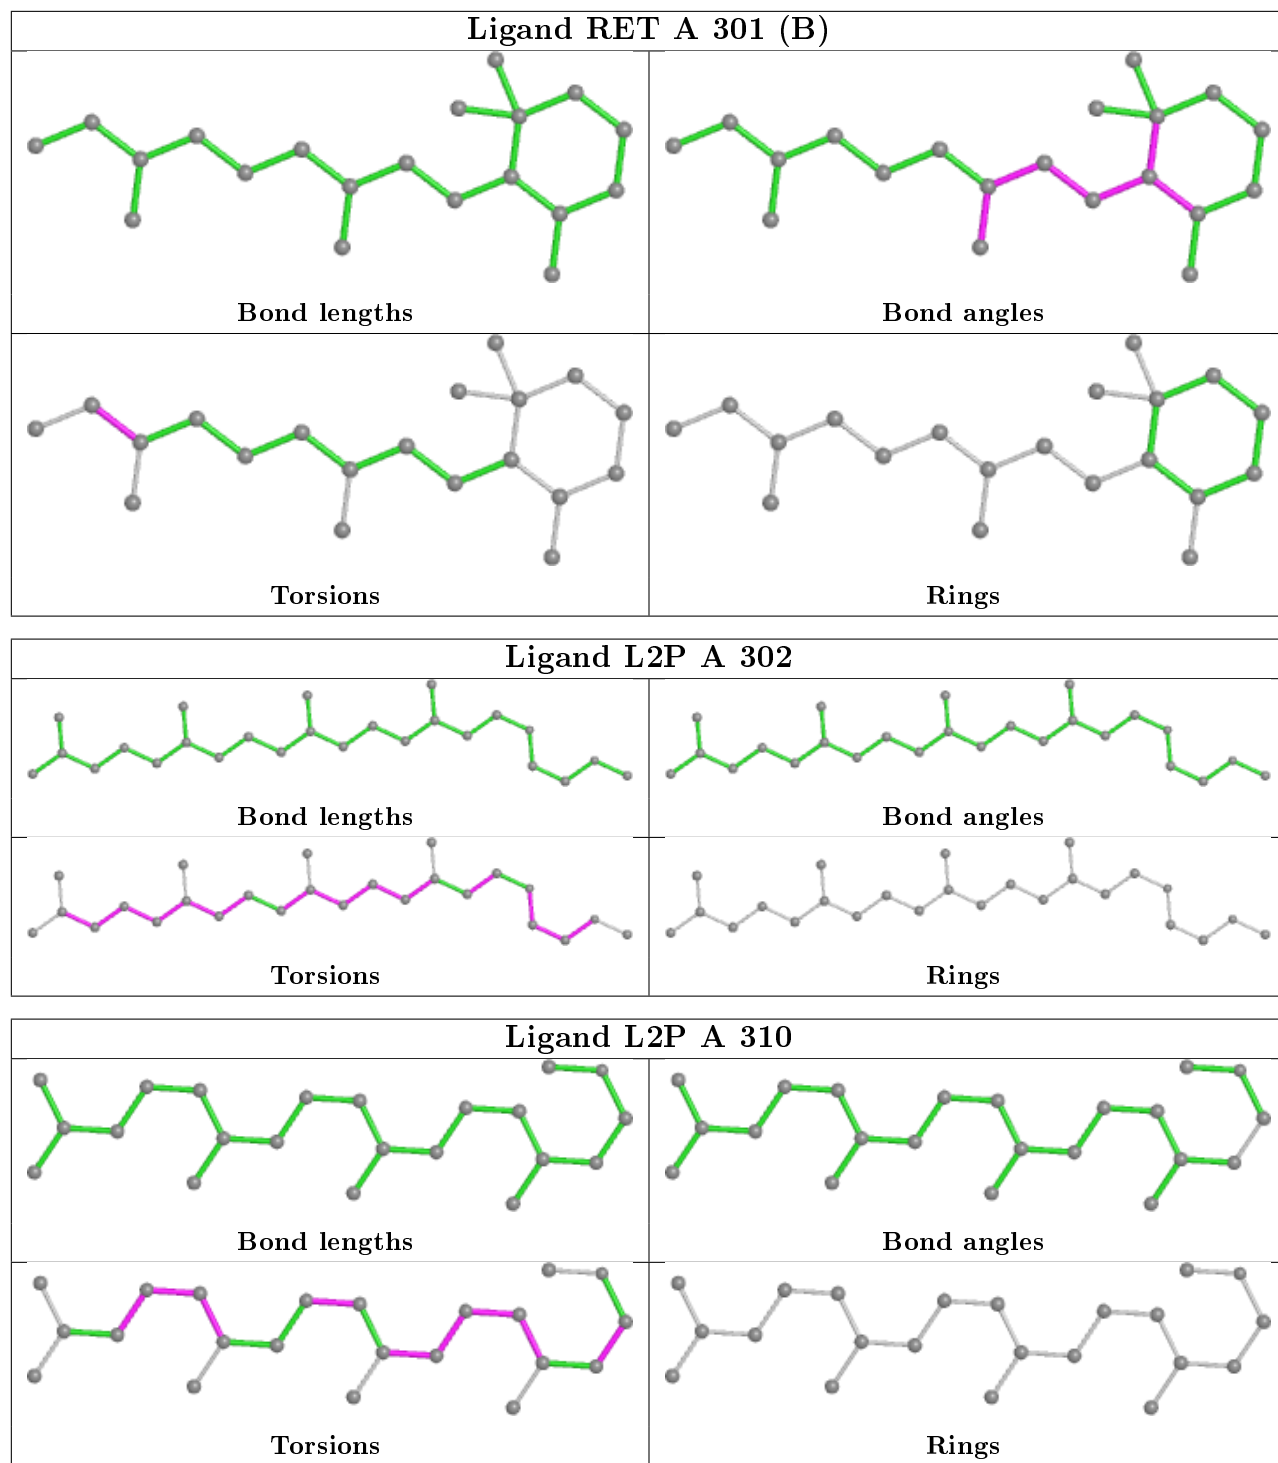 Ligand RET A 301 (B)
Bond lengths
Bond angles
Torsions
Rings
Ligand L2P A 302
Bond lengths
Bond angles
Torsions
Rings
Ligand L2P A 310
Bond lengths
Bond angles
Torsions
Rings